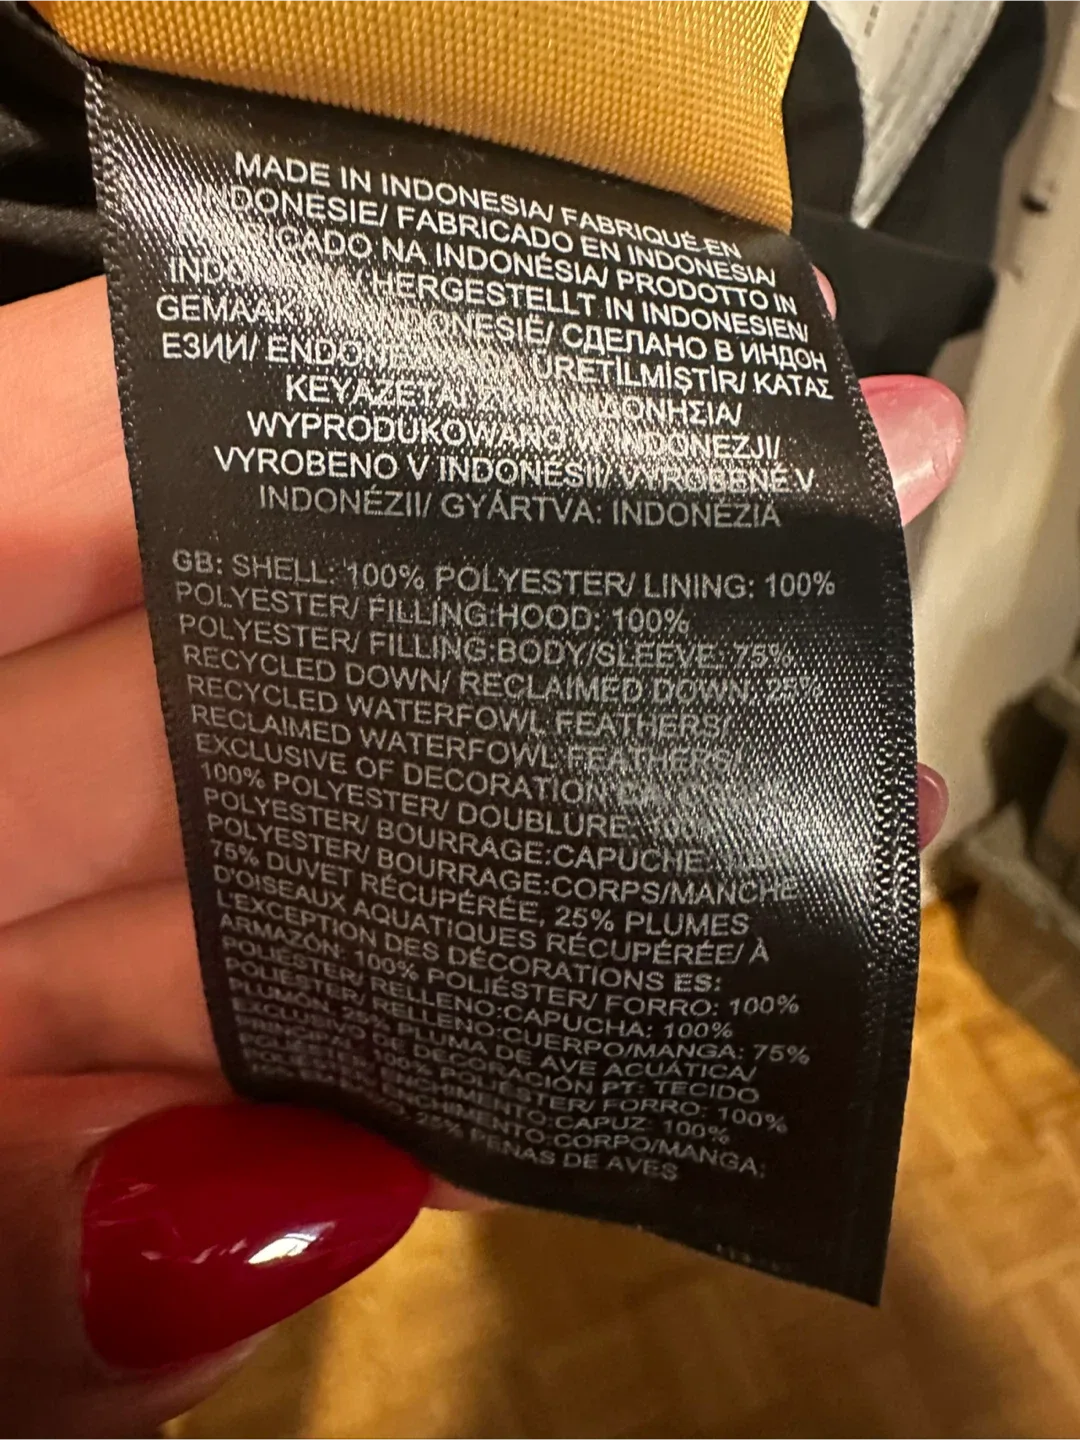 MADE IN INDONESIA/ FABRIQUÉ EN
INDONESIE/ FABRICADO EN INDONESIA/
FABRICADO NA INDONÉSIA/ PRODOTTO IN
HERGESTELLT IN INDONESIEN/
GEMAAKT INDONESIË/ СДЕЛАНО В ИНДОН
ЕЗИИ/ ÜRETİLMİŞTİR/ ΚΑΤΑΣ
ΙΝΔΟΝΗΣΙΑ/
WYPRODUKOWANO W INDONEZJI/
VYROBENO V INDONÉSII/ VYROBENÉ V
INDONÉZII/ GYÁRTVA: INDONÉZIA
GB: SHELL: 100% POLYESTER/ LINING: 100%
POLYESTER/ FILLING:HOOD: 100%
POLYESTER/ FILLING:BODY/SLEEVE: 75%
RECYCLED DOWN/ RECLAIMED DOWN, 25%
RECYCLED WATERFOWL FEATHERS/
RECLAIMED WATERFOWL FEATHERS/
EXCLUSIVE OF DECORATION
100% POLYESTER/ DOUBLURE: 100%
POLYESTER/ BOURRAGE:CAPUCHE:
POLYESTER/ BOURRAGE:CORPS/MANCHE
75% DUVET RÉCUPÉRÉE, 25% PLUMES
D'OISEAUX AQUATIQUES RÉCUPÉRÉE/ À
L'EXCEPTION DES DÉCORATIONS ES:
ARMAZÓN: 100% POLIÉSTER/ FORRO: 100%
POLIÉSTER/ RELLENO:CAPUCHA: 100%
POLIÉSTER/ RELLENO:CUERPO/MANGA: 75%
PLUMÓN, 25% PLUMA DE AVE ACUÁTICA/
EXCLUSIVO DE DECORACIÓN PT: TECIDO
PRINCIPAL: 100% POLIÉSTER/ FORRO: 100%
POLIÉSTER/ ENCHIMENTO:CAPUZ: 100%
POLIÉSTER/ ENCHIMENTO:CORPO/MANGA:
25% PENAS DE AVES